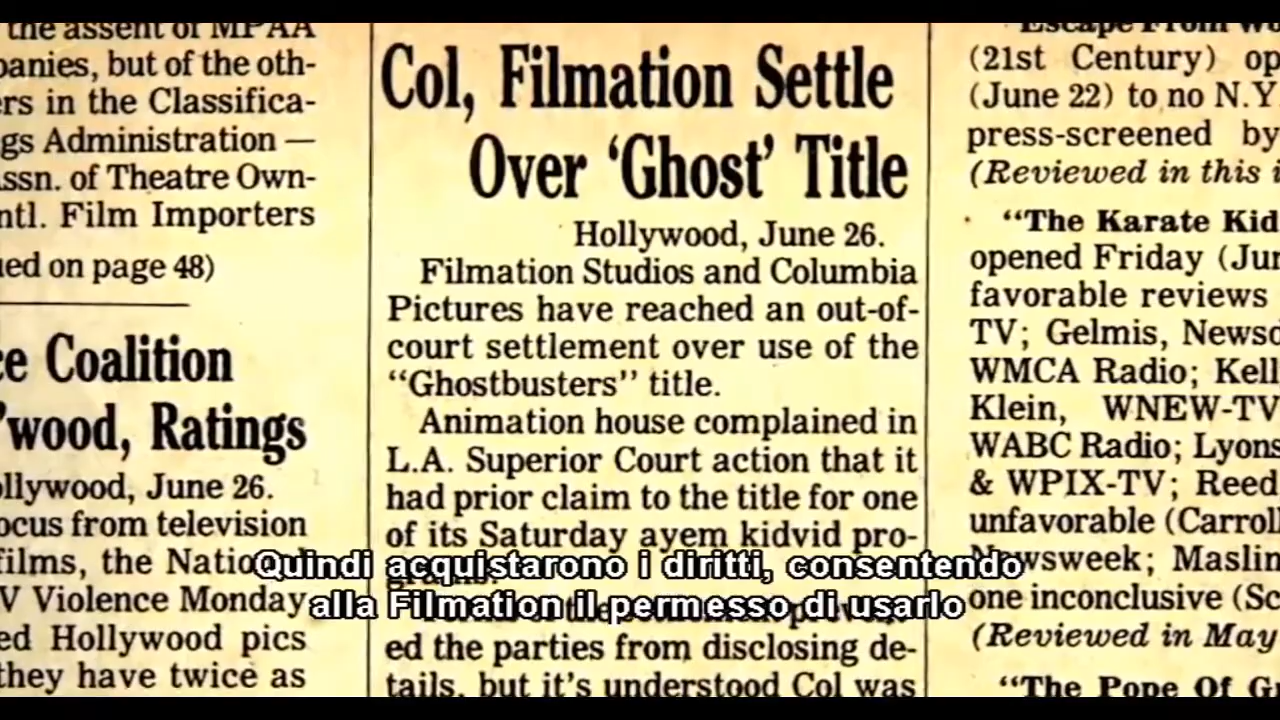 the assent of MPAA
panies, but of the oth-
ers in the Classifica-
gs Administration —
Assn. of Theatre Own-
ntl. Film Importers
ued on page 48)
ce Coalition
'wood, Ratings
ollywood, June 26.
ocus from television
films, the National
V Violence Monday
ed Hollywood pics
they have twice as
Col, Filmation Settle
Over ‘Ghost’ Title
Hollywood, June 26.
Filmation Studios and Columbia
Pictures have reached an out-of-
court settlement over use of the
“Ghostbusters” title.
Animation house complained in
L.A. Superior Court action that it
had prior claim to the title for one
of its Saturday ayem kidvid pro-
grams.
ed the parties from disclosing de-
tails, but it's understood Col was
Escape From
(21st Century) op
(June 22) to no N.Y
press-screened by
(Reviewed in this i
“The Karate Kid
opened Friday (Jun
favorable reviews
TV; Gelmis, Newsd
WMCA Radio; Kell
Klein, WNEW-TV
WABC Radio; Lyons
& WPIX-TV; Reed
unfavorable (Carroll
Newsweek; Maslin
one inconclusive (Sc
(Reviewed in May
“The Pope Of G
Quindi acquistarono i diritti, consentendo
alla Filmation il permesso di usarlo